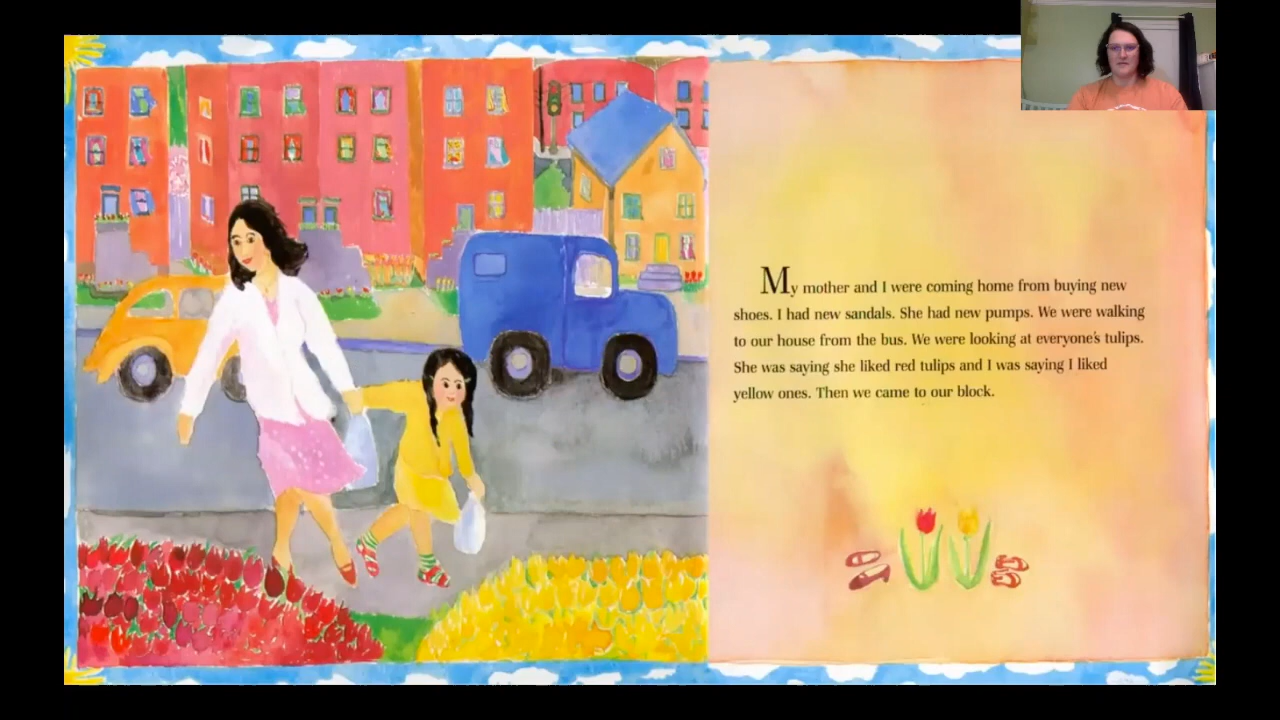 My mother and I were coming home from buying new
shoes. I had new sandals. She had new pumps. We were walking
to our house from the bus. We were looking at everyone's tulips.
She was saying she liked red tulips and I was saying I liked
yellow ones. Then we came to our block.